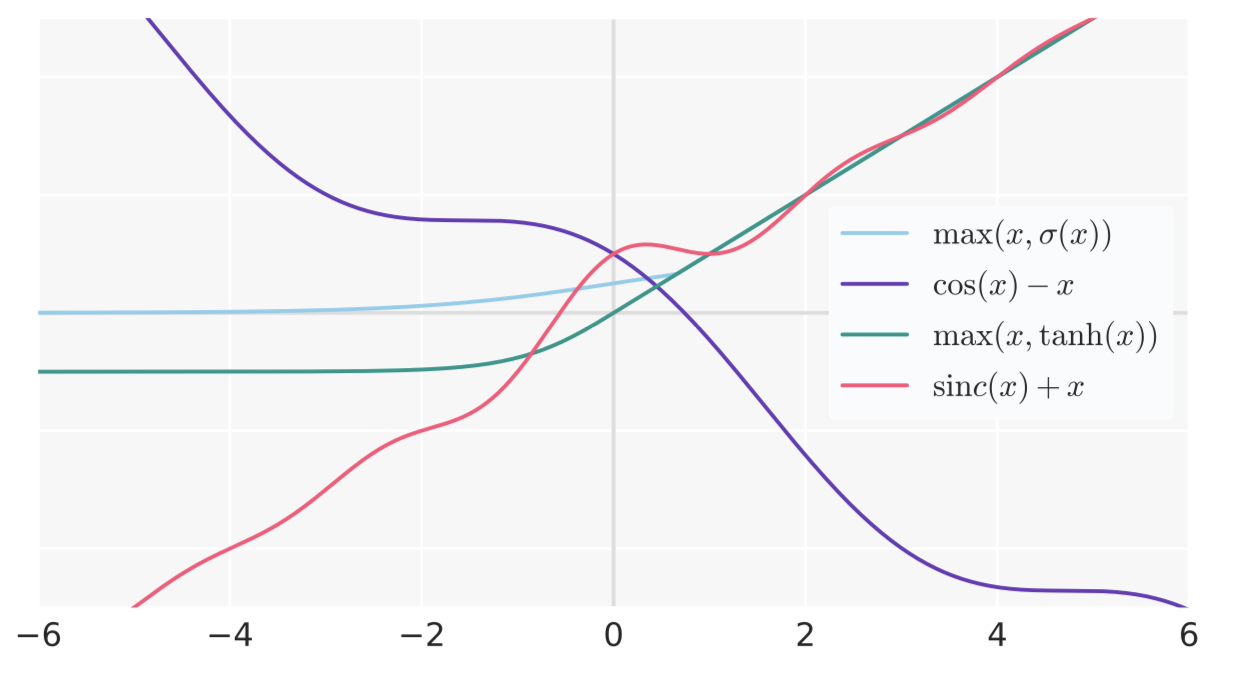 max(x, σ(x))
cos(x) − x
max(x, tanh(x))
sinc(x) + x
−6 −4 −2 0 2 4 6